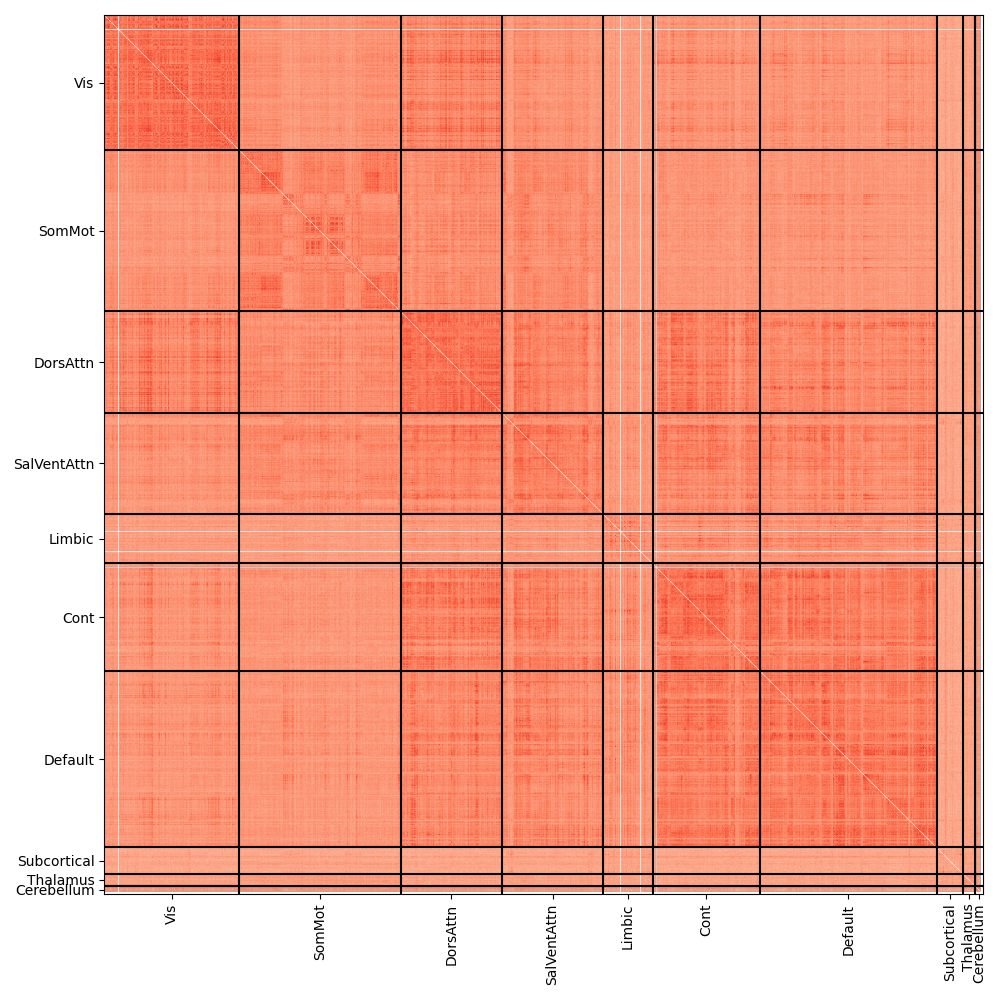 Vis
SomMot
DorsAttn
SalVentAttn
Limbic
Cont
Default
Subcortical
Thalamus
Cerebellum
Vis
SomMot
DorsAttn
SalVentAttn
Limbic
Cont
Default
Subcortical
Thalamus
Cerebellum